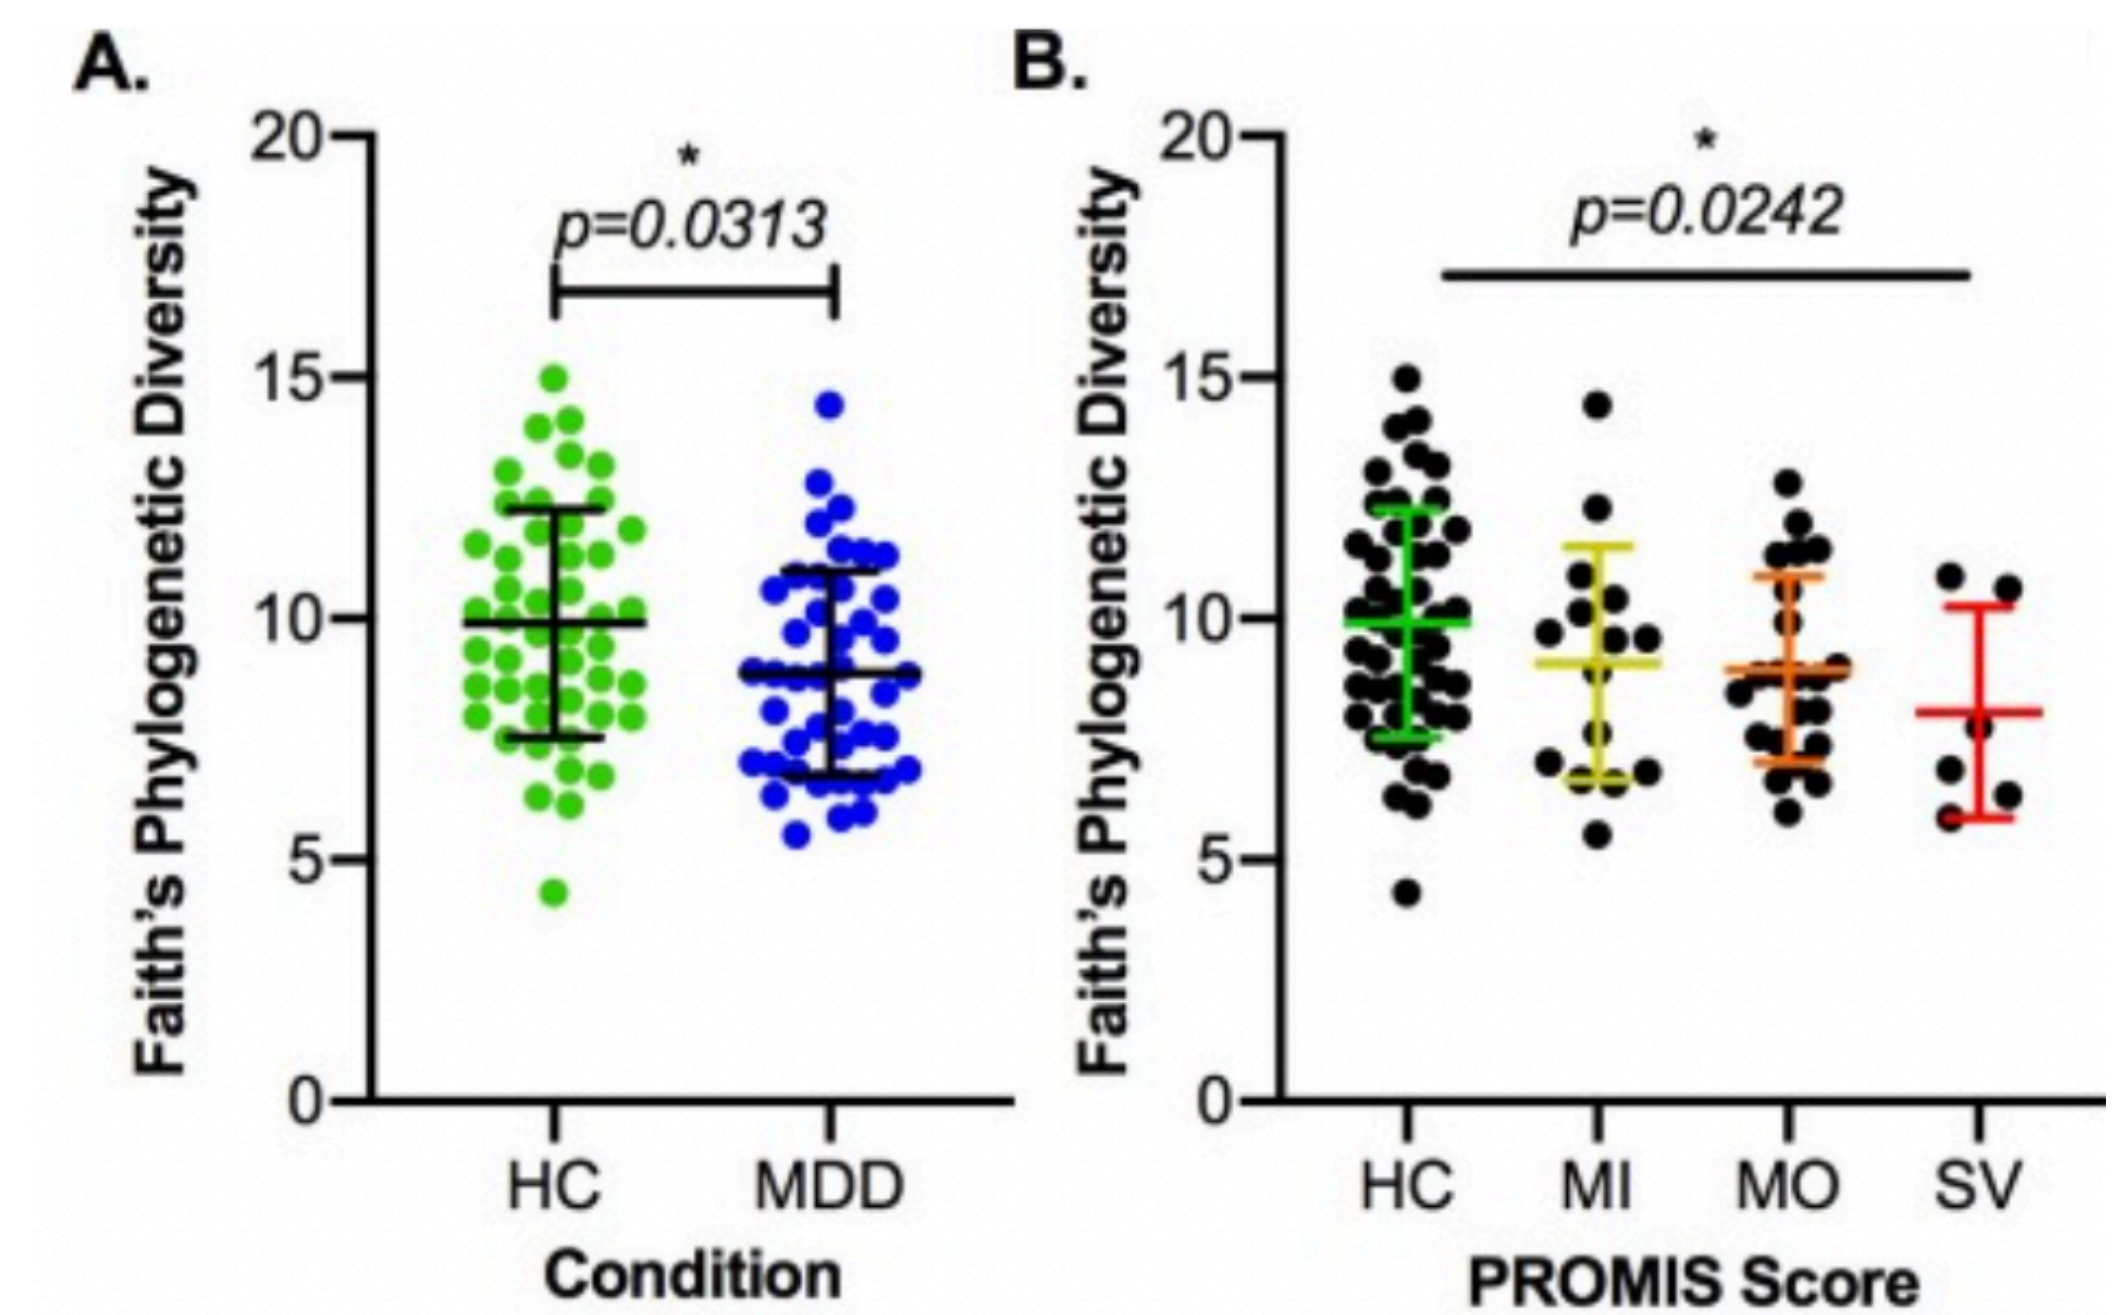 A.
Faith's Phylogenetic Diversity
20
15
10
5
0
*
p=0.0313
HC MDD
Condition
B.
Faith's Phylogenetic Diversity
20
15
10
5
0
*
p=0.0242
HC MI MO SV
PROMIS Score